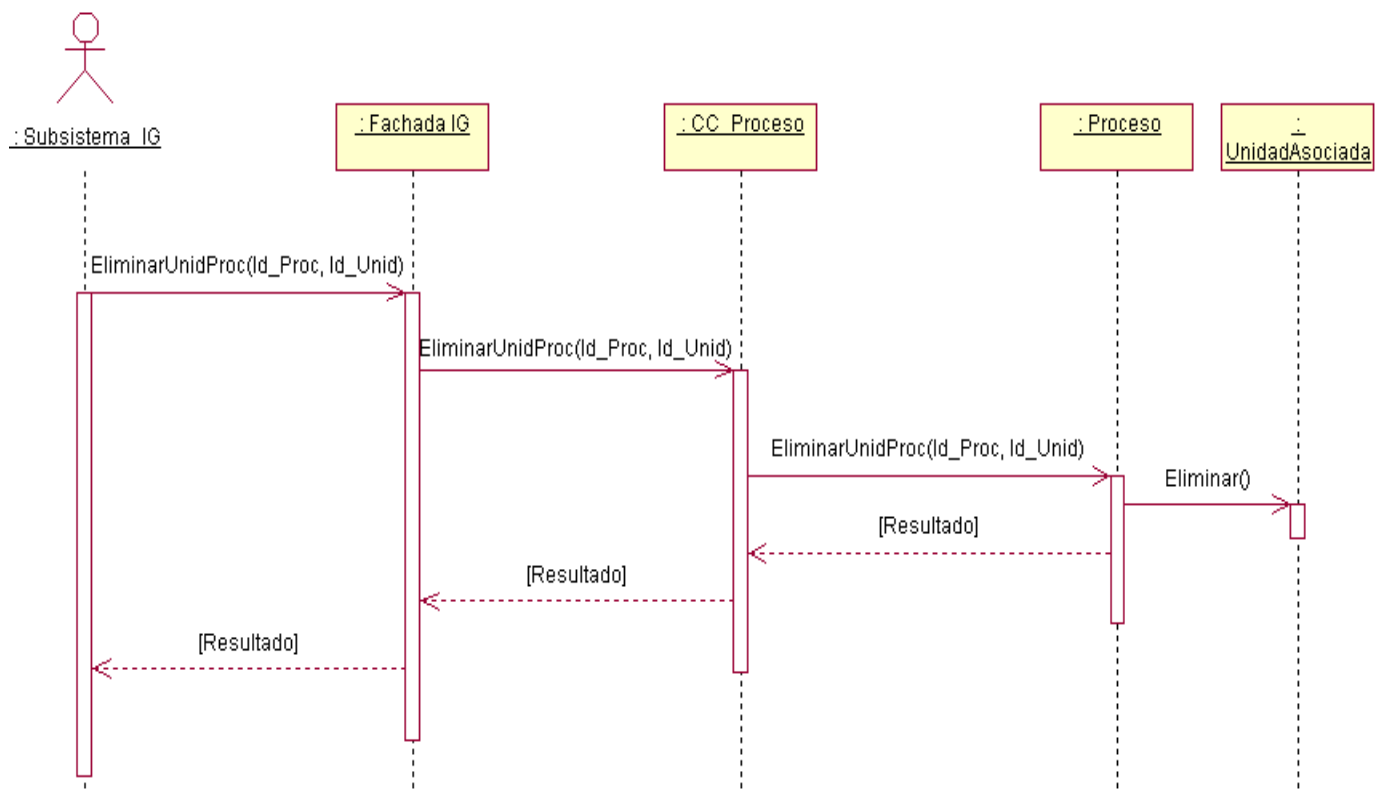 : Subsistema_IG
: Fachada IG
: CC_Proceso
: Proceso
:
UnidadAsociada
EliminarUnidProc(Id_Proc, Id_Unid)
EliminarUnidProc(Id_Proc, Id_Unid)
EliminarUnidProc(Id_Proc, Id_Unid)
Eliminar()
[Resultado]
[Resultado]
[Resultado]